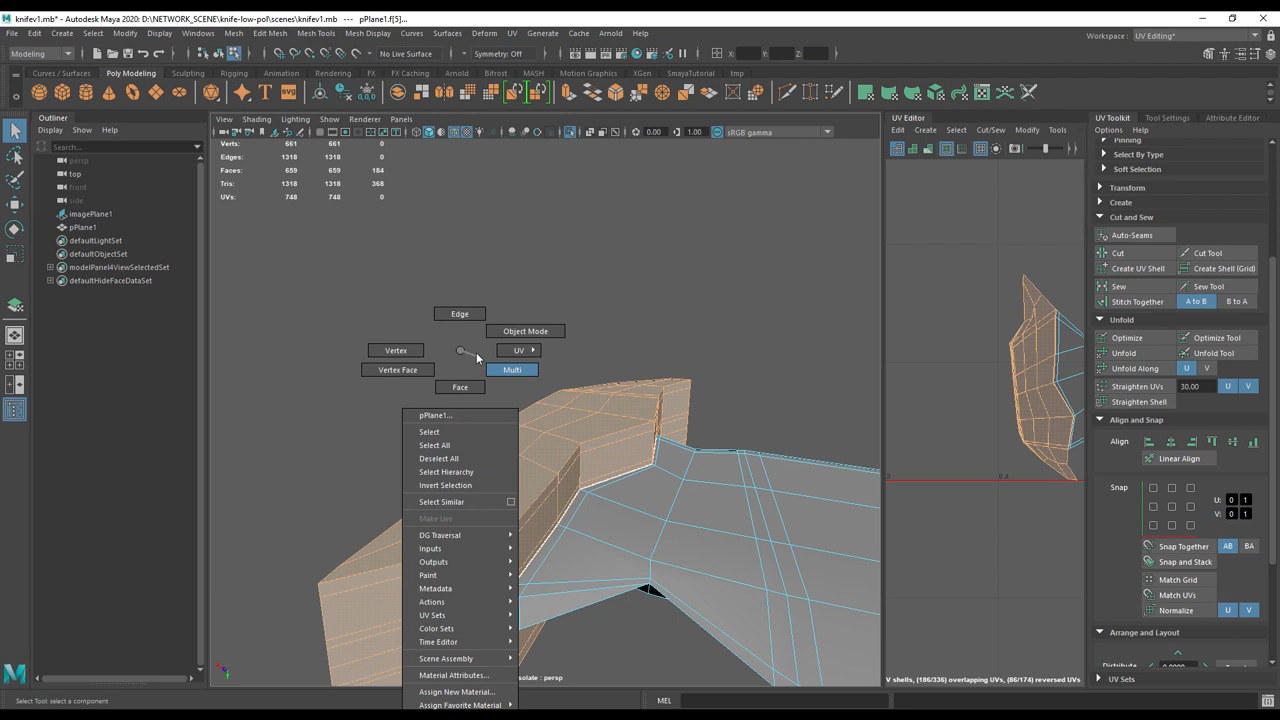 knifev1.mb* - Autodesk Maya 2020: D:\NETWORK_SCENE\knife-low-pol\scenes\knifev1.mb --- pPlane1.f[5]...
File Edit Create Select Modify Display Windows Mesh Edit Mesh Mesh Tools Mesh Display Curves Surfaces Deform UV Generate Cache Arnold Help
Workspace: UV Editing*
Modeling
No Live Surface
Symmetry: Off
X: Y: Z:
Curves / Surfaces Poly Modeling Sculpting Rigging Animation Rendering FX FX Caching Arnold Bifrost MASH Motion Graphics XGen SmayaTutorial tmp
Outliner
Display Show Help
Search...
persp
top
front
side
imagePlane1
pPlane1
defaultLightSet
defaultObjectSet
modelPanel4ViewSelectedSet
defaultHideFaceDataSet
View Shading Lighting Show Renderer Panels
0.00 1.00 sRGB gamma
Verts: 661 661 0
Edges: 1318 1318 0
Faces: 659 659 184
Tris: 1318 1318 368
UVs: 748 748 0
Edge
Object Mode
Vertex
UV
Vertex Face
Multi
Face
pPlane1...
Select
Select All
Deselect All
Select Hierarchy
Invert Selection
Select Similar
Make Live
DG Traversal
Inputs
Outputs
Paint
Metadata
Actions
UV Sets
Color Sets
Time Editor
Scene Assembly
Material Attributes...
Assign New Material...
Assign Favorite Material
solate : persp
UV Editor
Edit Create Select Cut/Sew Modify Tools
0.4
V shells, (186/336) overlapping UVs, (86/174) reversed UVs
UV Toolkit Tool Settings Attribute Editor
Options Help
Pinning
Select By Type
Soft Selection
Transform
Create
Cut and Sew
Auto-Seams
Cut Cut Tool
Create UV Shell Create Shell (Grid)
Sew Sew Tool
Stitch Together A to B B to A
Unfold
Optimize Optimize Tool
Unfold Unfold Tool
Unfold Along U V
Straighten UVs 30.00 U V
Straighten Shell
Align and Snap
Align
Linear Align
Snap
U: 0 1
V: 0 1
Snap Together AB BA
Snap and Stack
Match Grid
Match UVs
Normalize U V
Arrange and Layout
Distribute
UV Sets
Select Tool: select a component
MEL